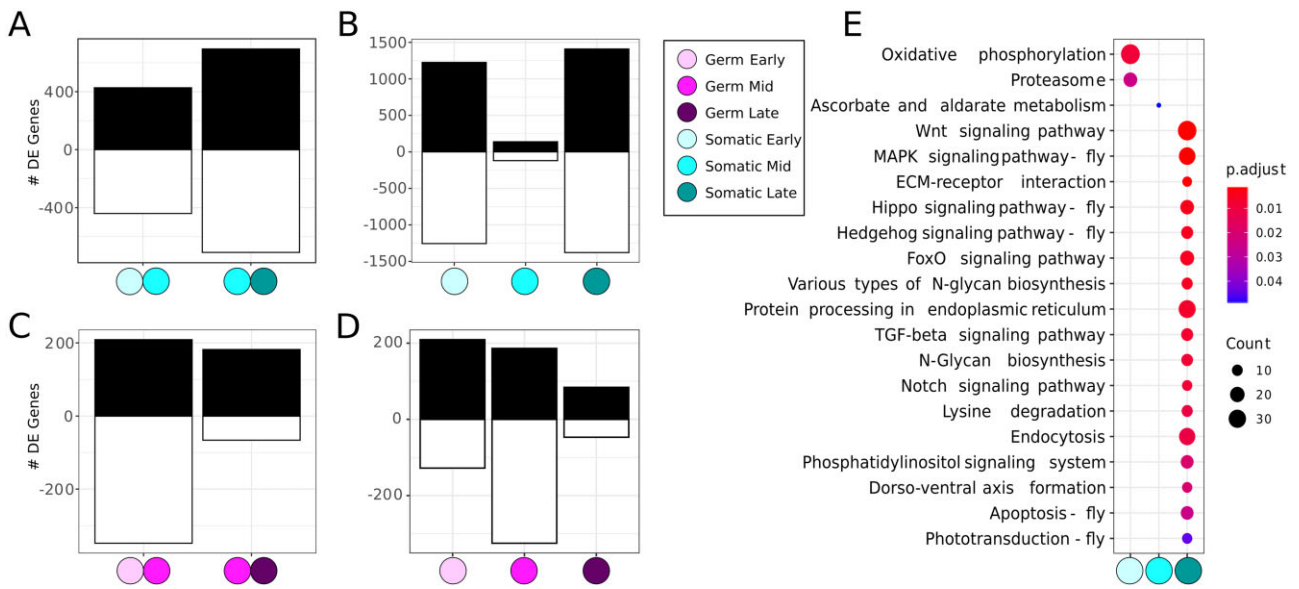 A
# DE Genes
400
0
-400
B
1500
1000
500
0
-500
-1000
-1500
Germ Early
Germ Mid
Germ Late
Somatic Early
Somatic Mid
Somatic Late
C
# DE Genes
200
0
-200
D
200
0
-200
E
Oxidative phosphorylation
Proteasome
Ascorbate and aldarate metabolism
Wnt signaling pathway
MAPK signaling pathway - fly
ECM-receptor interaction
Hippo signaling pathway - fly
Hedgehog signaling pathway - fly
FoxO signaling pathway
Various types of N-glycan biosynthesis
Protein processing in endoplasmic reticulum
TGF-beta signaling pathway
N-Glycan biosynthesis
Notch signaling pathway
Lysine degradation
Endocytosis
Phosphatidylinositol signaling system
Dorso-ventral axis formation
Apoptosis - fly
Phototransduction - fly
p.adjust
0.01
0.02
0.03
0.04
Count
10
20
30